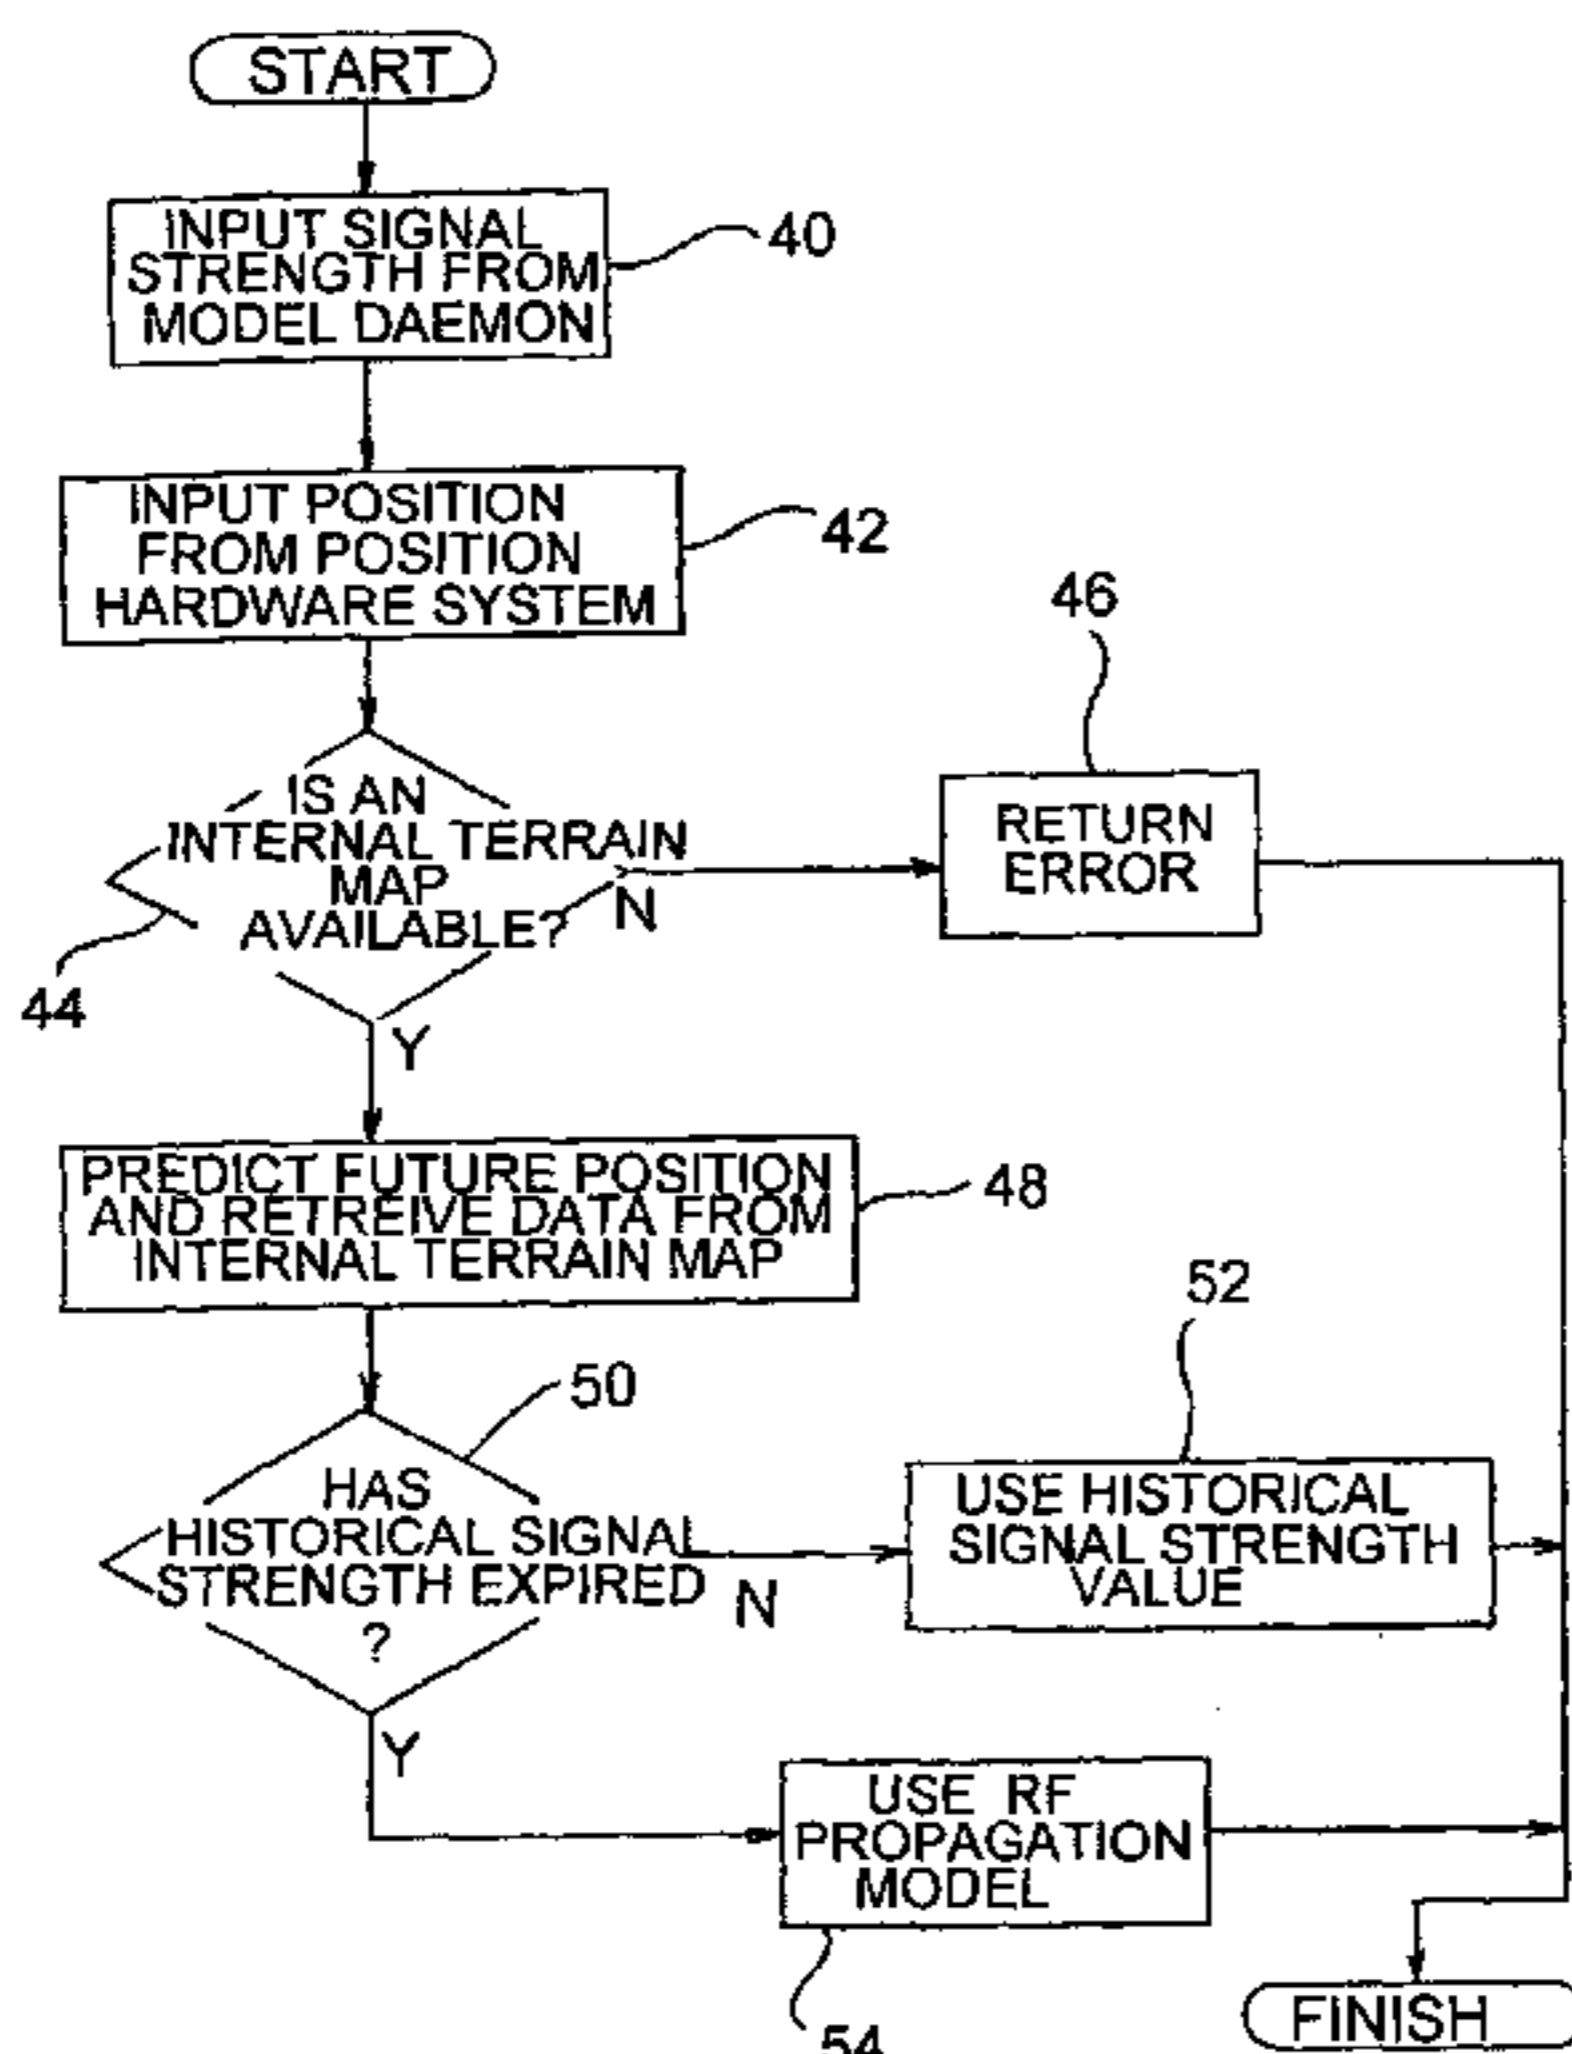 START
INPUT SIGNAL
STRENGTH FROM
MODEL DAEMON
40
INPUT POSITION
FROM POSITION
HARDWARE SYSTEM
42
IS AN
INTERNAL TERRAIN
MAP
AVAILABLE?
N
44
Y
46
RETURN
ERROR
PREDICT FUTURE POSITION
AND RETREIVE DATA FROM
INTERNAL TERRAIN MAP
48
50
HAS
HISTORICAL SIGNAL
STRENGTH EXPIRED
?
N
Y
52
USE HISTORICAL
SIGNAL STRENGTH
VALUE
USE RF
PROPAGATION
MODEL
54
FINISH